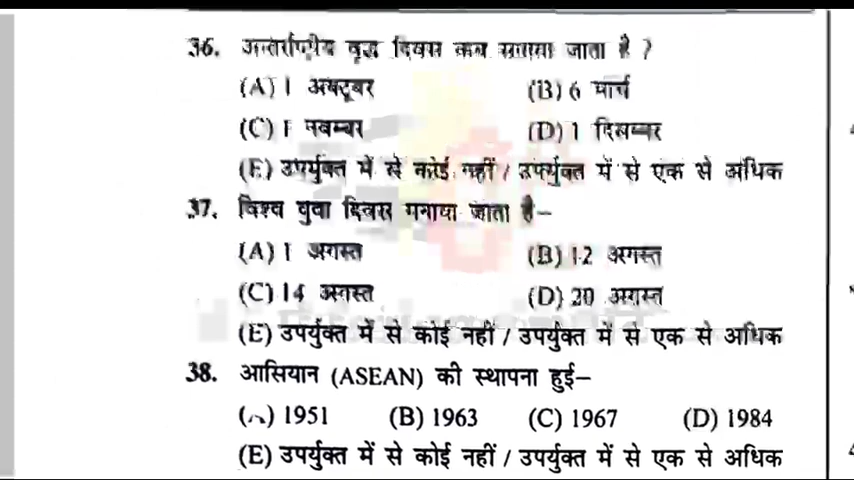 36. अन्तर्राष्ट्रीय वृद्ध दिवस कब मनाया जाता है ?
(A) 1 अक्टूबर (B) 6 मार्च
(C) 1 नवम्बर (D) 1 दिसम्बर
(E) उपर्युक्त में से कोई नहीं / उपर्युक्त में से एक से अधिक
37. विश्व युवा दिवस मनाया जाता है–
(A) 1 अगस्त (B) 12 अगस्त
(C) 14 अगस्त (D) 20 अगस्त
(E) उपर्युक्त में से कोई नहीं / उपर्युक्त में से एक से अधिक
38. आसियान (ASEAN) की स्थापना हुई–
(A) 1951 (B) 1963 (C) 1967 (D) 1984
(E) उपर्युक्त में से कोई नहीं / उपर्युक्त में से एक से अधिक